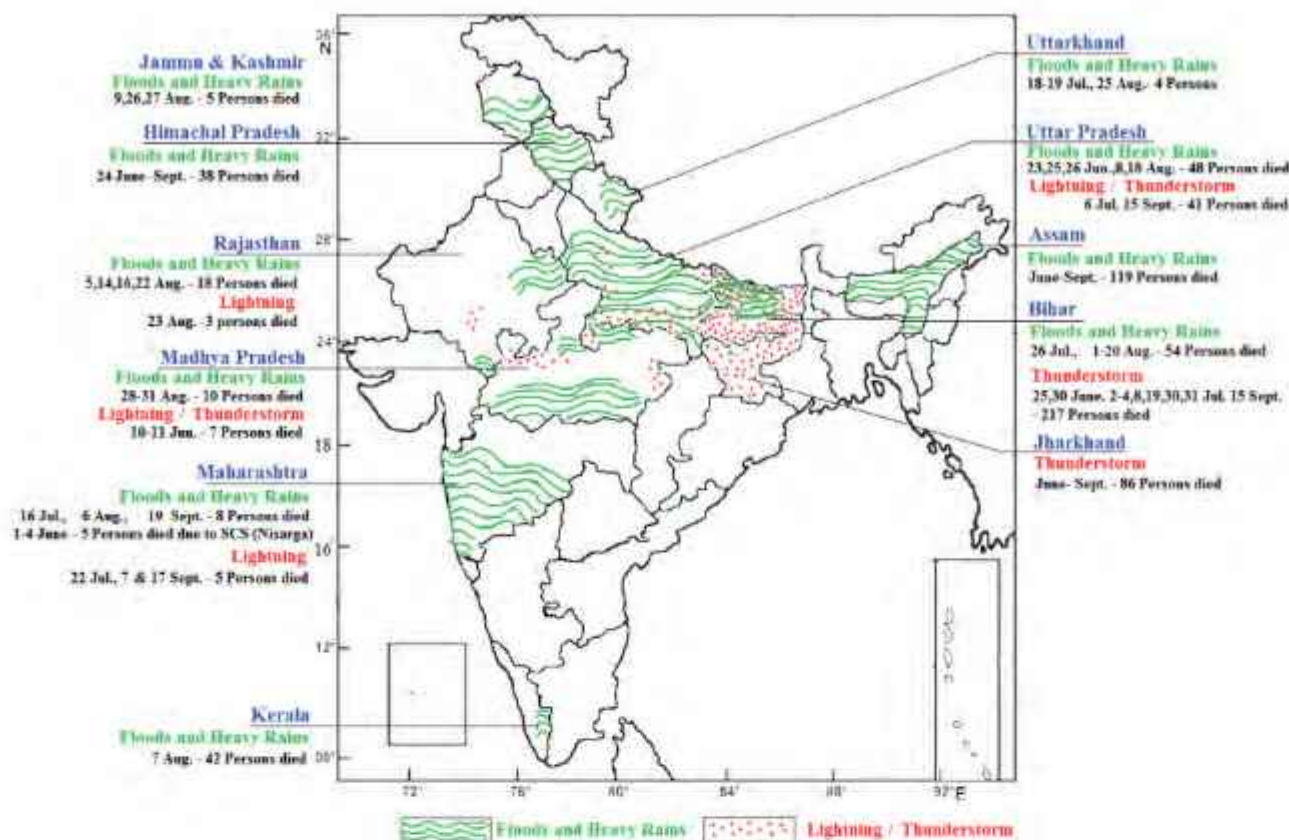 Jammu & Kashmir
Floods and Heavy Rains
9,26,27 Aug. - 5 Persons died
Himachal Pradesh
Floods and Heavy Rains
24 June-Sept. - 38 Persons died
Rajasthan
Floods and Heavy Rains
5,14,16,22 Aug. - 18 Persons died
Lightning
23 Aug. -3 persons died
Madhya Pradesh
Floods and Heavy Rains
28-31 Aug. - 10 Persons died
Lightning / Thunderstorm
10-11 Jun. - 7 Persons died
Maharashtra
Floods and Heavy Rains
16 Jul., 6 Aug., 19 Sept. - 8 Persons died
1-4 June - 5 Persons died due to SCS (Nisarga)
Lightning
22 Jul., 7 & 17 Sept. - 5 Persons died
Kerala
Floods and Heavy Rains
7 Aug. - 42 Persons died
Uttarkhand
Floods and Heavy Rains
18-19 Jul., 25 Aug.- 4 Persons
Uttar Pradesh
Floods and Heavy Rains
23,25,26 Jun.,8,18 Aug. - 48 Persons died
Lightning / Thunderstorm
6 Jul, 15 Sept. - 41 Persons died
Assam
Floods and Heavy Rains
June-Sept. - 119 Persons died
Bihar
Floods and Heavy Rains
26 Jul., 1-20 Aug. - 54 Persons died
Thunderstorm
25,30 June. 2-4,8,19,30,31 Jul. 15 Sept.
- 217 Persons died
Jharkhand
Thunderstorm
June- Sept. - 86 Persons died
N
28°
24°
16°
12°
08°
72° 76° 80° 84° 88° 92° E
Floods and Heavy Rains
Lightning / Thunderstorm